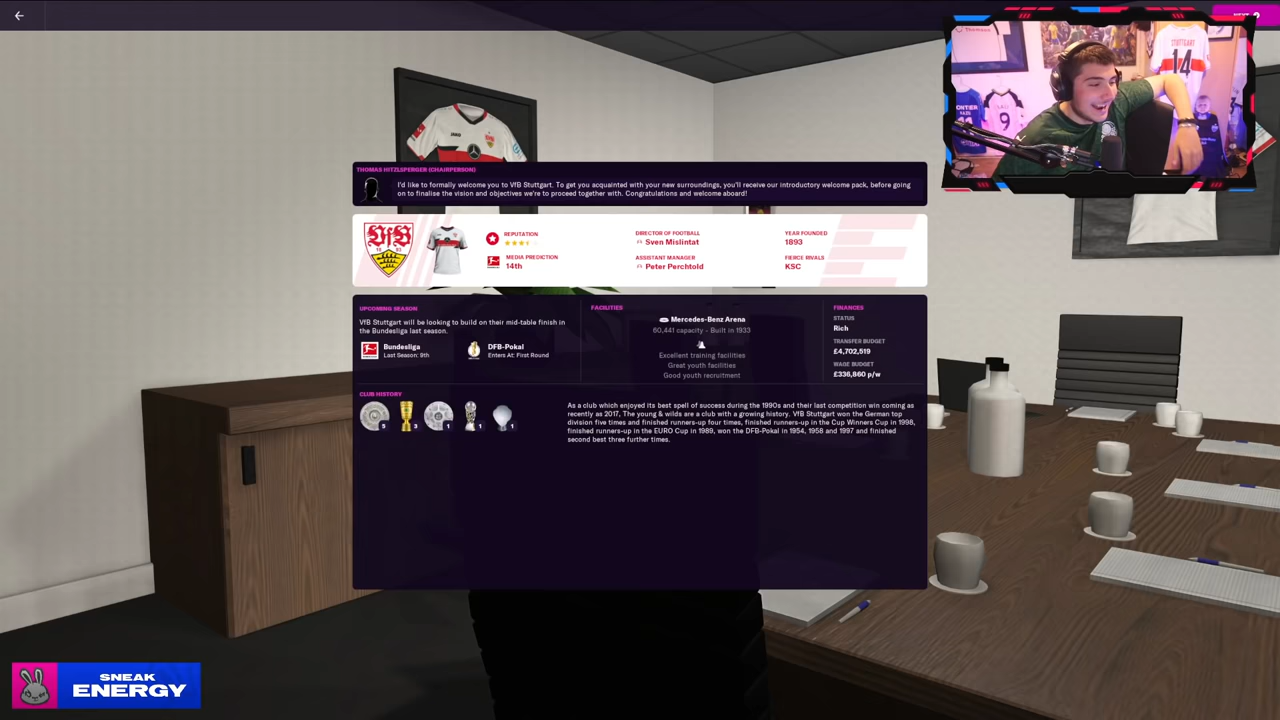 THOMAS HITZLSPERGER (CHAIRPERSON)
I'd like to formally welcome you to VfB Stuttgart. To get you acquainted with your new surroundings, you'll receive our introductory welcome pack, before going
on to finalise the vision and objectives we're to proceed together with. Congratulations and welcome aboard!
REPUTATION
MEDIA PREDICTION
14th
DIRECTOR OF FOOTBALL
Sven Mislintat
ASSISTANT MANAGER
Peter Perchtold
YEAR FOUNDED
1893
FIERCE RIVALS
KSC
UPCOMING SEASON
VfB Stuttgart will be looking to build on their mid-table finish in
the Bundesliga last season.
Bundesliga
Last Season: 9th
DFB-Pokal
Enters At: First Round
FACILITIES
Mercedes-Benz Arena
60,441 capacity - Built in 1933
Excellent training facilities
Great youth facilities
Good youth recruitment
FINANCES
STATUS
Rich
TRANSFER BUDGET
£4,702,519
WAGE BUDGET
£336,860 p/w
CLUB HISTORY
5
3
1
1
1
As a club which enjoyed its best spell of success during the 1990s and their last competition win coming as
recently as 2017, The young & wilds are a club with a growing history. VfB Stuttgart won the German top
division five times and finished runners-up four times, finished runners-up in the Cup Winners Cup in 1998,
finished runners-up in the EURO Cup in 1989, won the DFB-Pokal in 1954, 1958 and 1997 and finished
second best three further times.
STUTTGART
14
9
SNEAK
ENERGY